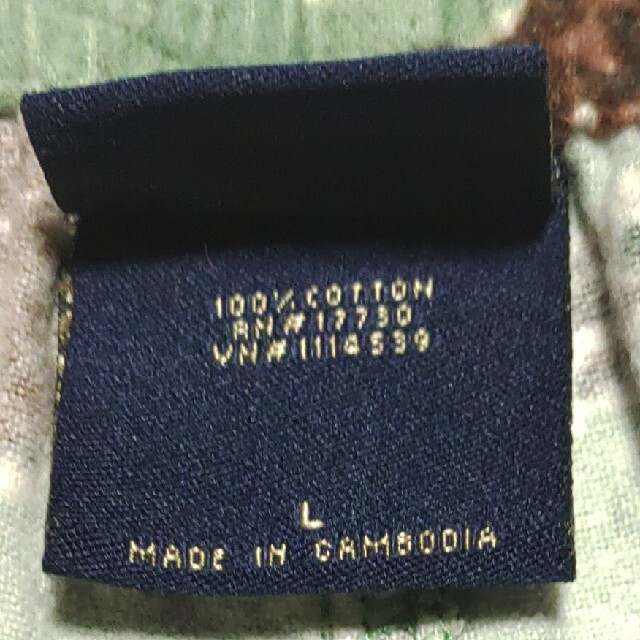 100% COTTON
RN#17730
VN#1114539
L
MADE IN CAMBODIA